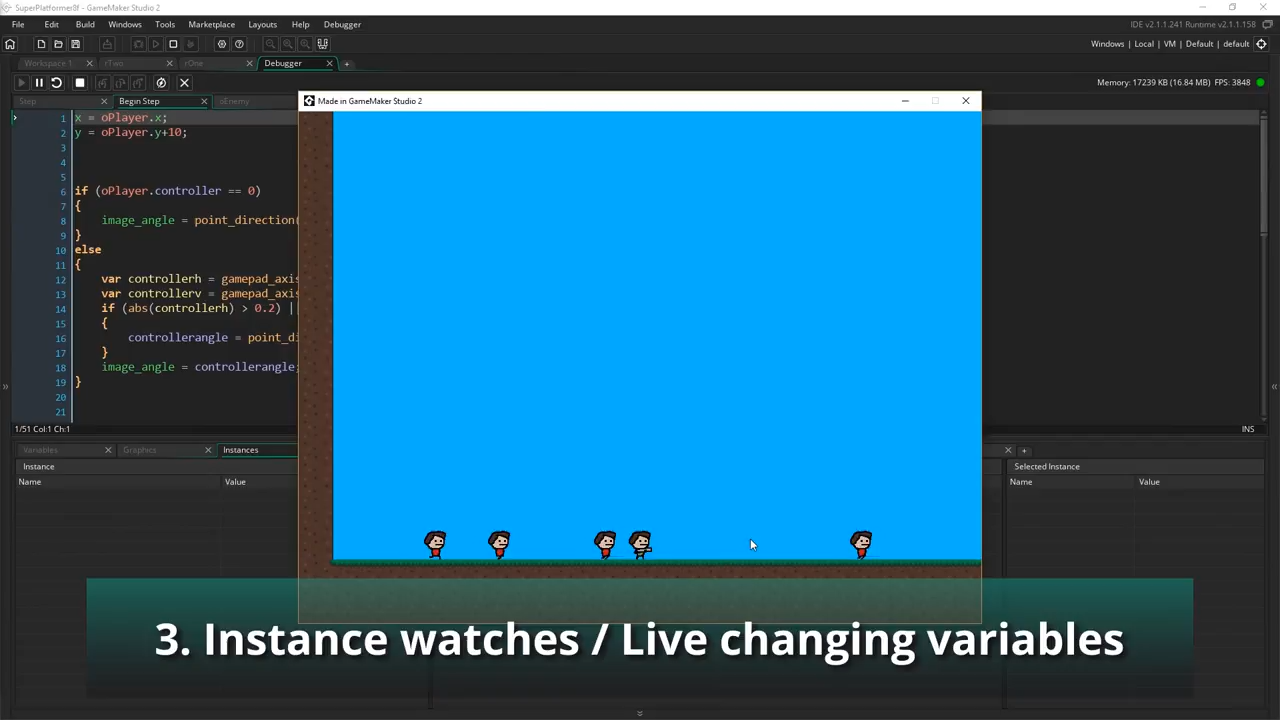 SuperPlatformer8f - GameMaker Studio 2
File Edit Build Windows Tools Marketplace Layouts Help Debugger
IDE v2.1.1.241 Runtime v2.1.1.158
Windows | Local | VM | Default | default
Workspace 1 rTwo rOne Debugger
Memory: 17239 KB (16.84 MB) FPS: 3848
Step Begin Step oEnemy
Made in GameMaker Studio 2
1 x = oPlayer.x;
2 y = oPlayer.y+10;
3
4
5
6 if (oPlayer.controller == 0)
7 {
8 image_angle = point_direction(
9 }
10 else
11 {
12 var controllerh = gamepad_axis
13 var controllerv = gamepad_axis
14 if (abs(controllerh) > 0.2) ||
15 {
16 controllerangle = point_di
17 }
18 image_angle = controllerangle;
19 }
20
21
1/51 Col:1 Ch:1
INS
Variables Graphics Instances
Instance
Selected Instance
Name Value
Name Value
3. Instance watches / Live changing variables